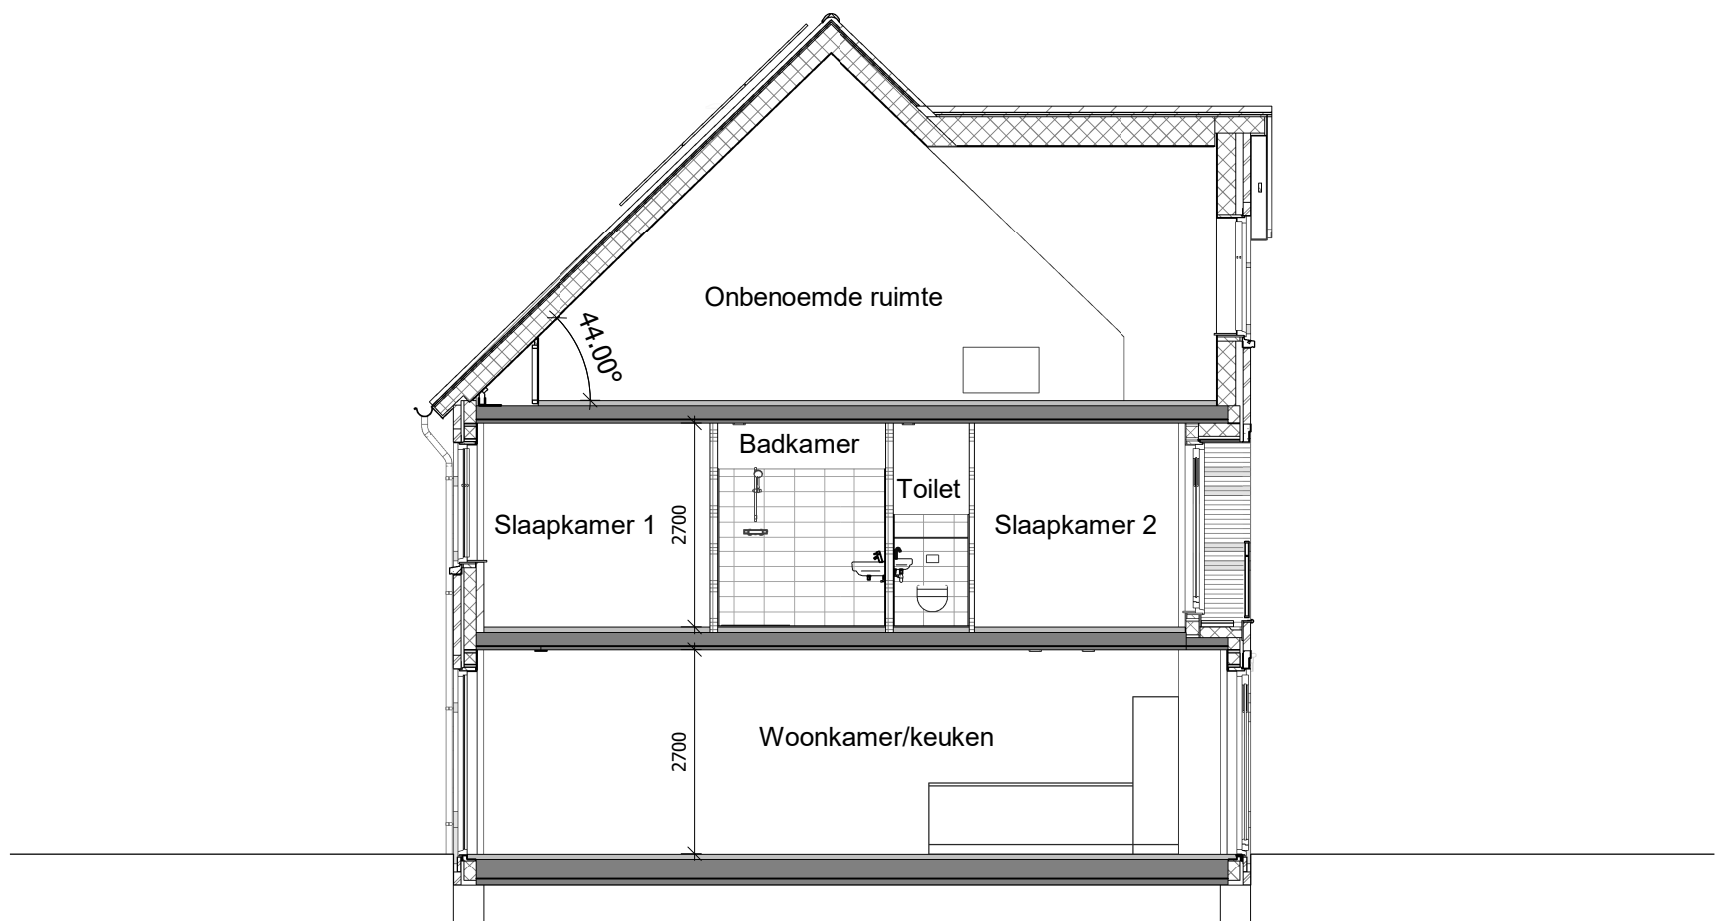 Onbenoemde ruimte
44.00°
Badkamer
Toilet
Slaapkamer 1
2700
Slaapkamer 2
Woonkamer/keuken
2700